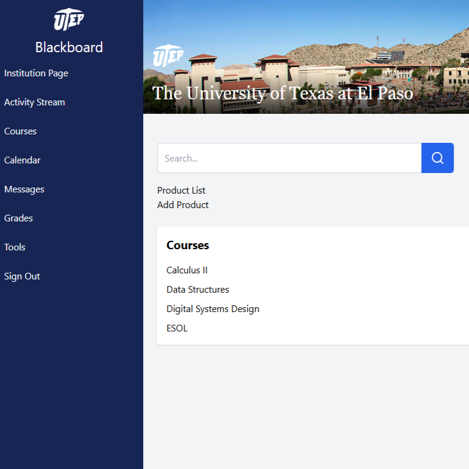 UTEP
Blackboard
Institution Page
Activity Stream
Courses
Calendar
Messages
Grades
Tools
Sign Out
UTEP
The University of Texas at El Paso
Search...
Product List
Add Product
Courses
Calculus II
Data Structures
Digital Systems Design
ESOL